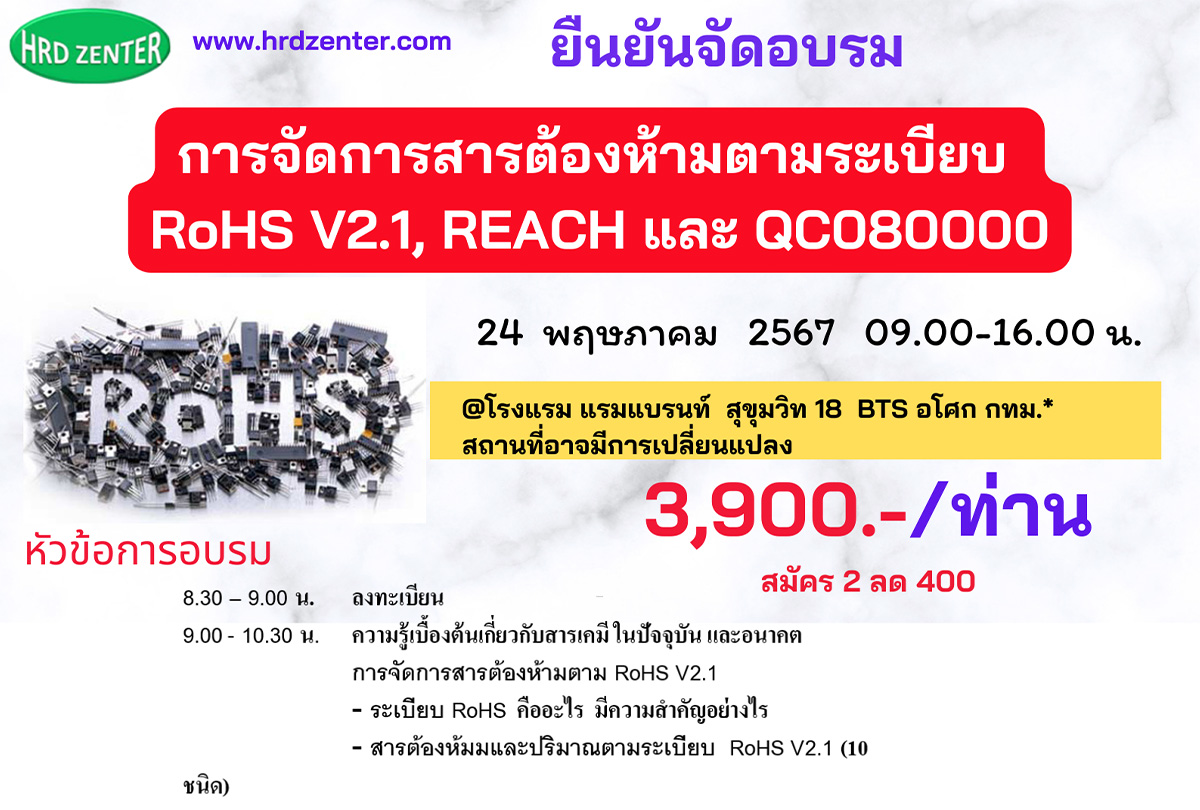 HRD ZENTER
www.hrdzenter.com
ยืนยันจัดอบรม
การจัดการสารต้องห้ามตามระเบียบ
RoHS V2.1, REACH และ QC080000
RoHS
24 พฤษภาคม 2567 09.00-16.00 น.
@โรงแรม แรมแบรนท์ สุขุมวิท 18 BTS อโศก กทม.*
สถานที่อาจมีการเปลี่ยนแปลง
3,900.-/ท่าน
สมัคร 2 ลด 400
หัวข้อการอบรม
8.30 – 9.00 น. ลงทะเบียน
9.00 - 10.30 น. ความรู้เบื้องต้นเกี่ยวกับสารเคมี ในปัจจุบัน และอนาคต
การจัดการสารต้องห้ามตาม RoHS V2.1
- ระเบียบ RoHS คืออะไร มีความสำคัญอย่างไร
- สารต้องห้มมและปริมาณตามระเบียบ RoHS V2.1 (10
ชนิด)